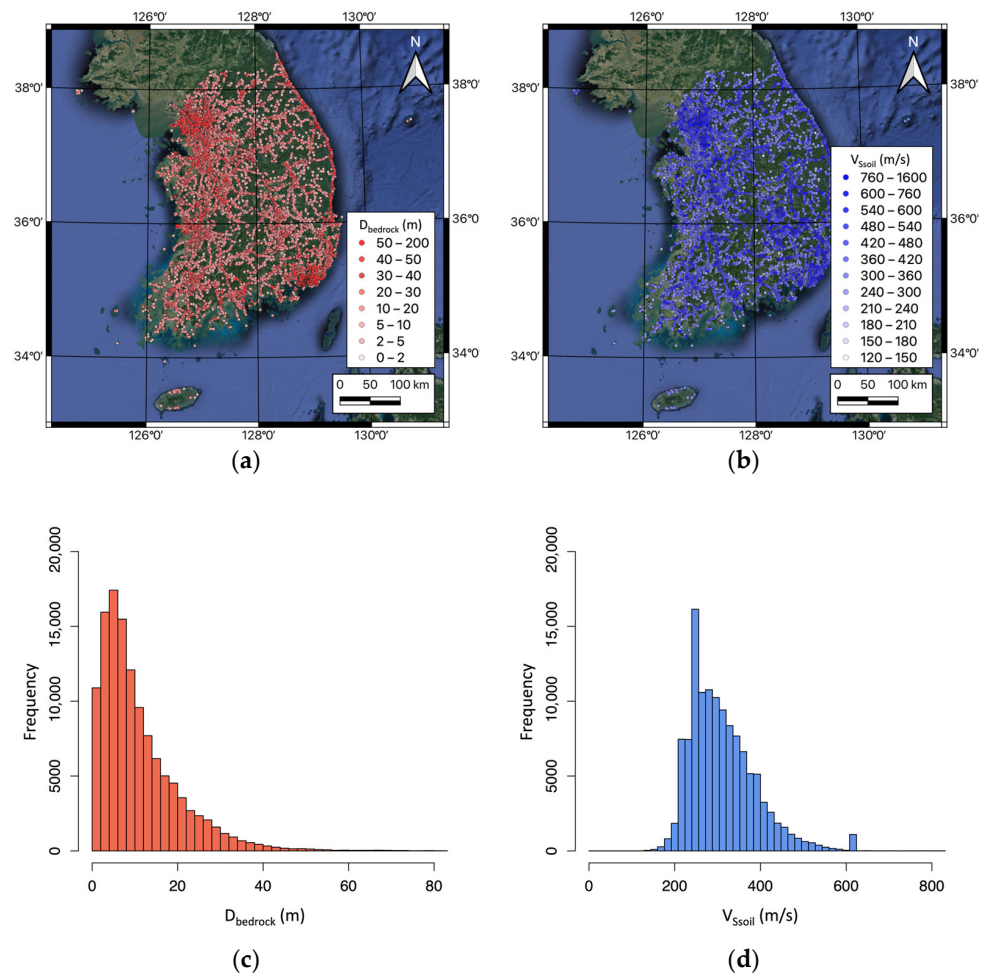 126°0' 128°0' 130°0'
N
38°0' 38°0'
36°0' 36°0'
34°0' 34°0'
D_bedrock (m)
50 – 200
40 – 50
30 – 40
20 – 30
10 – 20
5 – 10
2 – 5
0 – 2
0 50 100 km
126°0' 128°0' 130°0'
(a)
126°0' 128°0' 130°0'
N
38°0' 38°0'
36°0' 36°0'
34°0' 34°0'
V_Ssoil (m/s)
760 – 1600
600 – 760
540 – 600
480 – 540
420 – 480
360 – 420
300 – 360
240 – 300
210 – 240
180 – 210
150 – 180
120 – 150
0 50 100 km
126°0' 128°0' 130°0'
(b)
Frequency
20,000
15,000
10,000
5000
0
0 20 40 60 80
D_bedrock (m)
(c)
Frequency
20,000
15,000
10,000
5000
0
0 200 400 600 800
V_Ssoil (m/s)
(d)